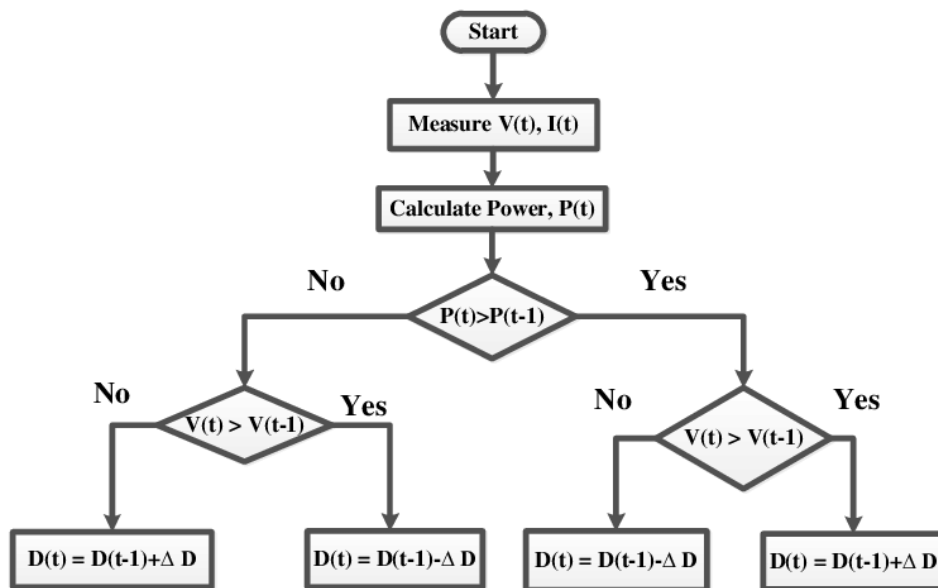 Start
Measure V(t), I(t)
Calculate Power, P(t)
No
Yes
P(t)>P(t-1)
No
Yes
V(t) > V(t-1)
No
Yes
V(t) > V(t-1)
D(t) = D(t-1)+Δ D
D(t) = D(t-1)-Δ D
D(t) = D(t-1)-Δ D
D(t) = D(t-1)+Δ D